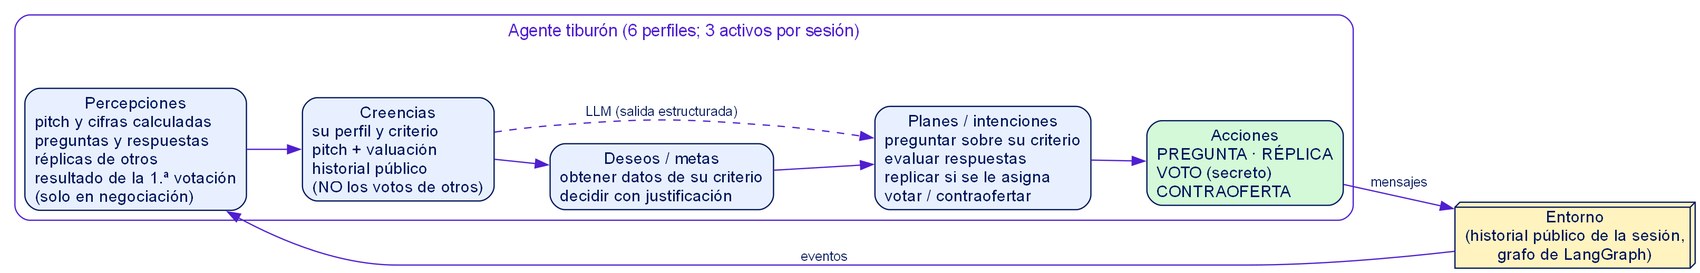 Agente tiburón (6 perfiles; 3 activos por sesión)
Percepciones
pitch y cifras calculadas
preguntas y respuestas
réplicas de otros
resultado de la 1.ª votación
(solo en negociación)
Creencias
su perfil y criterio
pitch + valuación
historial público
(NO los votos de otros)
LLM (salida estructurada)
Deseos / metas
obtener datos de su criterio
decidir con justificación
Planes / intenciones
preguntar sobre su criterio
evaluar respuestas
replicar si se le asigna
votar / contraofertar
Acciones
PREGUNTA · RÉPLICA
VOTO (secreto)
CONTRAOFERTA
mensajes
Entorno
(historial público de la sesión,
grafo de LangGraph)
eventos